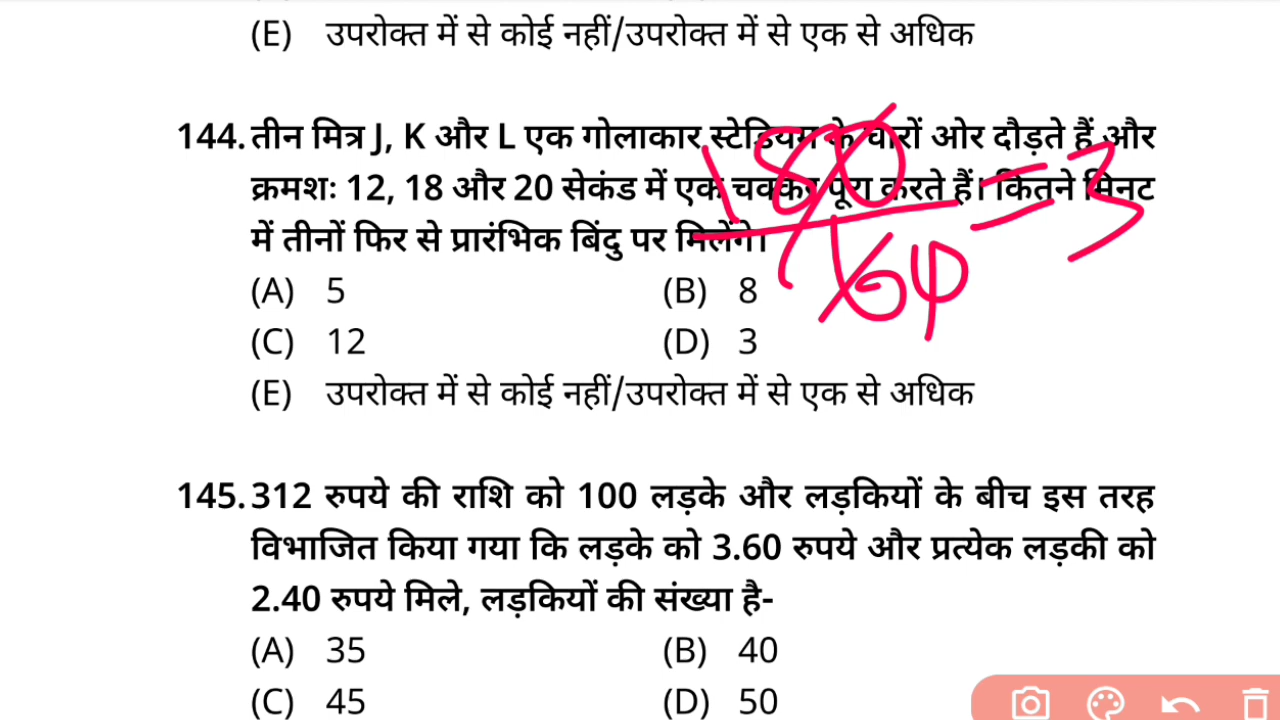 (E) उपरोक्त में से कोई नहीं/उपरोक्त में से एक से अधिक
144. तीन मित्र J, K और L एक गोलाकार स्टेडियम के चारों ओर दौड़ते हैं और
क्रमशः 12, 18 और 20 सेकंड में एक चक्कर पूरा करते हैं। कितने मिनट
में तीनों फिर से प्रारंभिक बिंदु पर मिलेंगे।
180
60 = 3
(A) 5 (B) 8
(C) 12 (D) 3
(E) उपरोक्त में से कोई नहीं/उपरोक्त में से एक से अधिक
145. 312 रुपये की राशि को 100 लड़के और लड़कियों के बीच इस तरह
विभाजित किया गया कि लड़के को 3.60 रुपये और प्रत्येक लड़की को
2.40 रुपये मिले, लड़कियों की संख्या है-
(A) 35 (B) 40
(C) 45 (D) 50